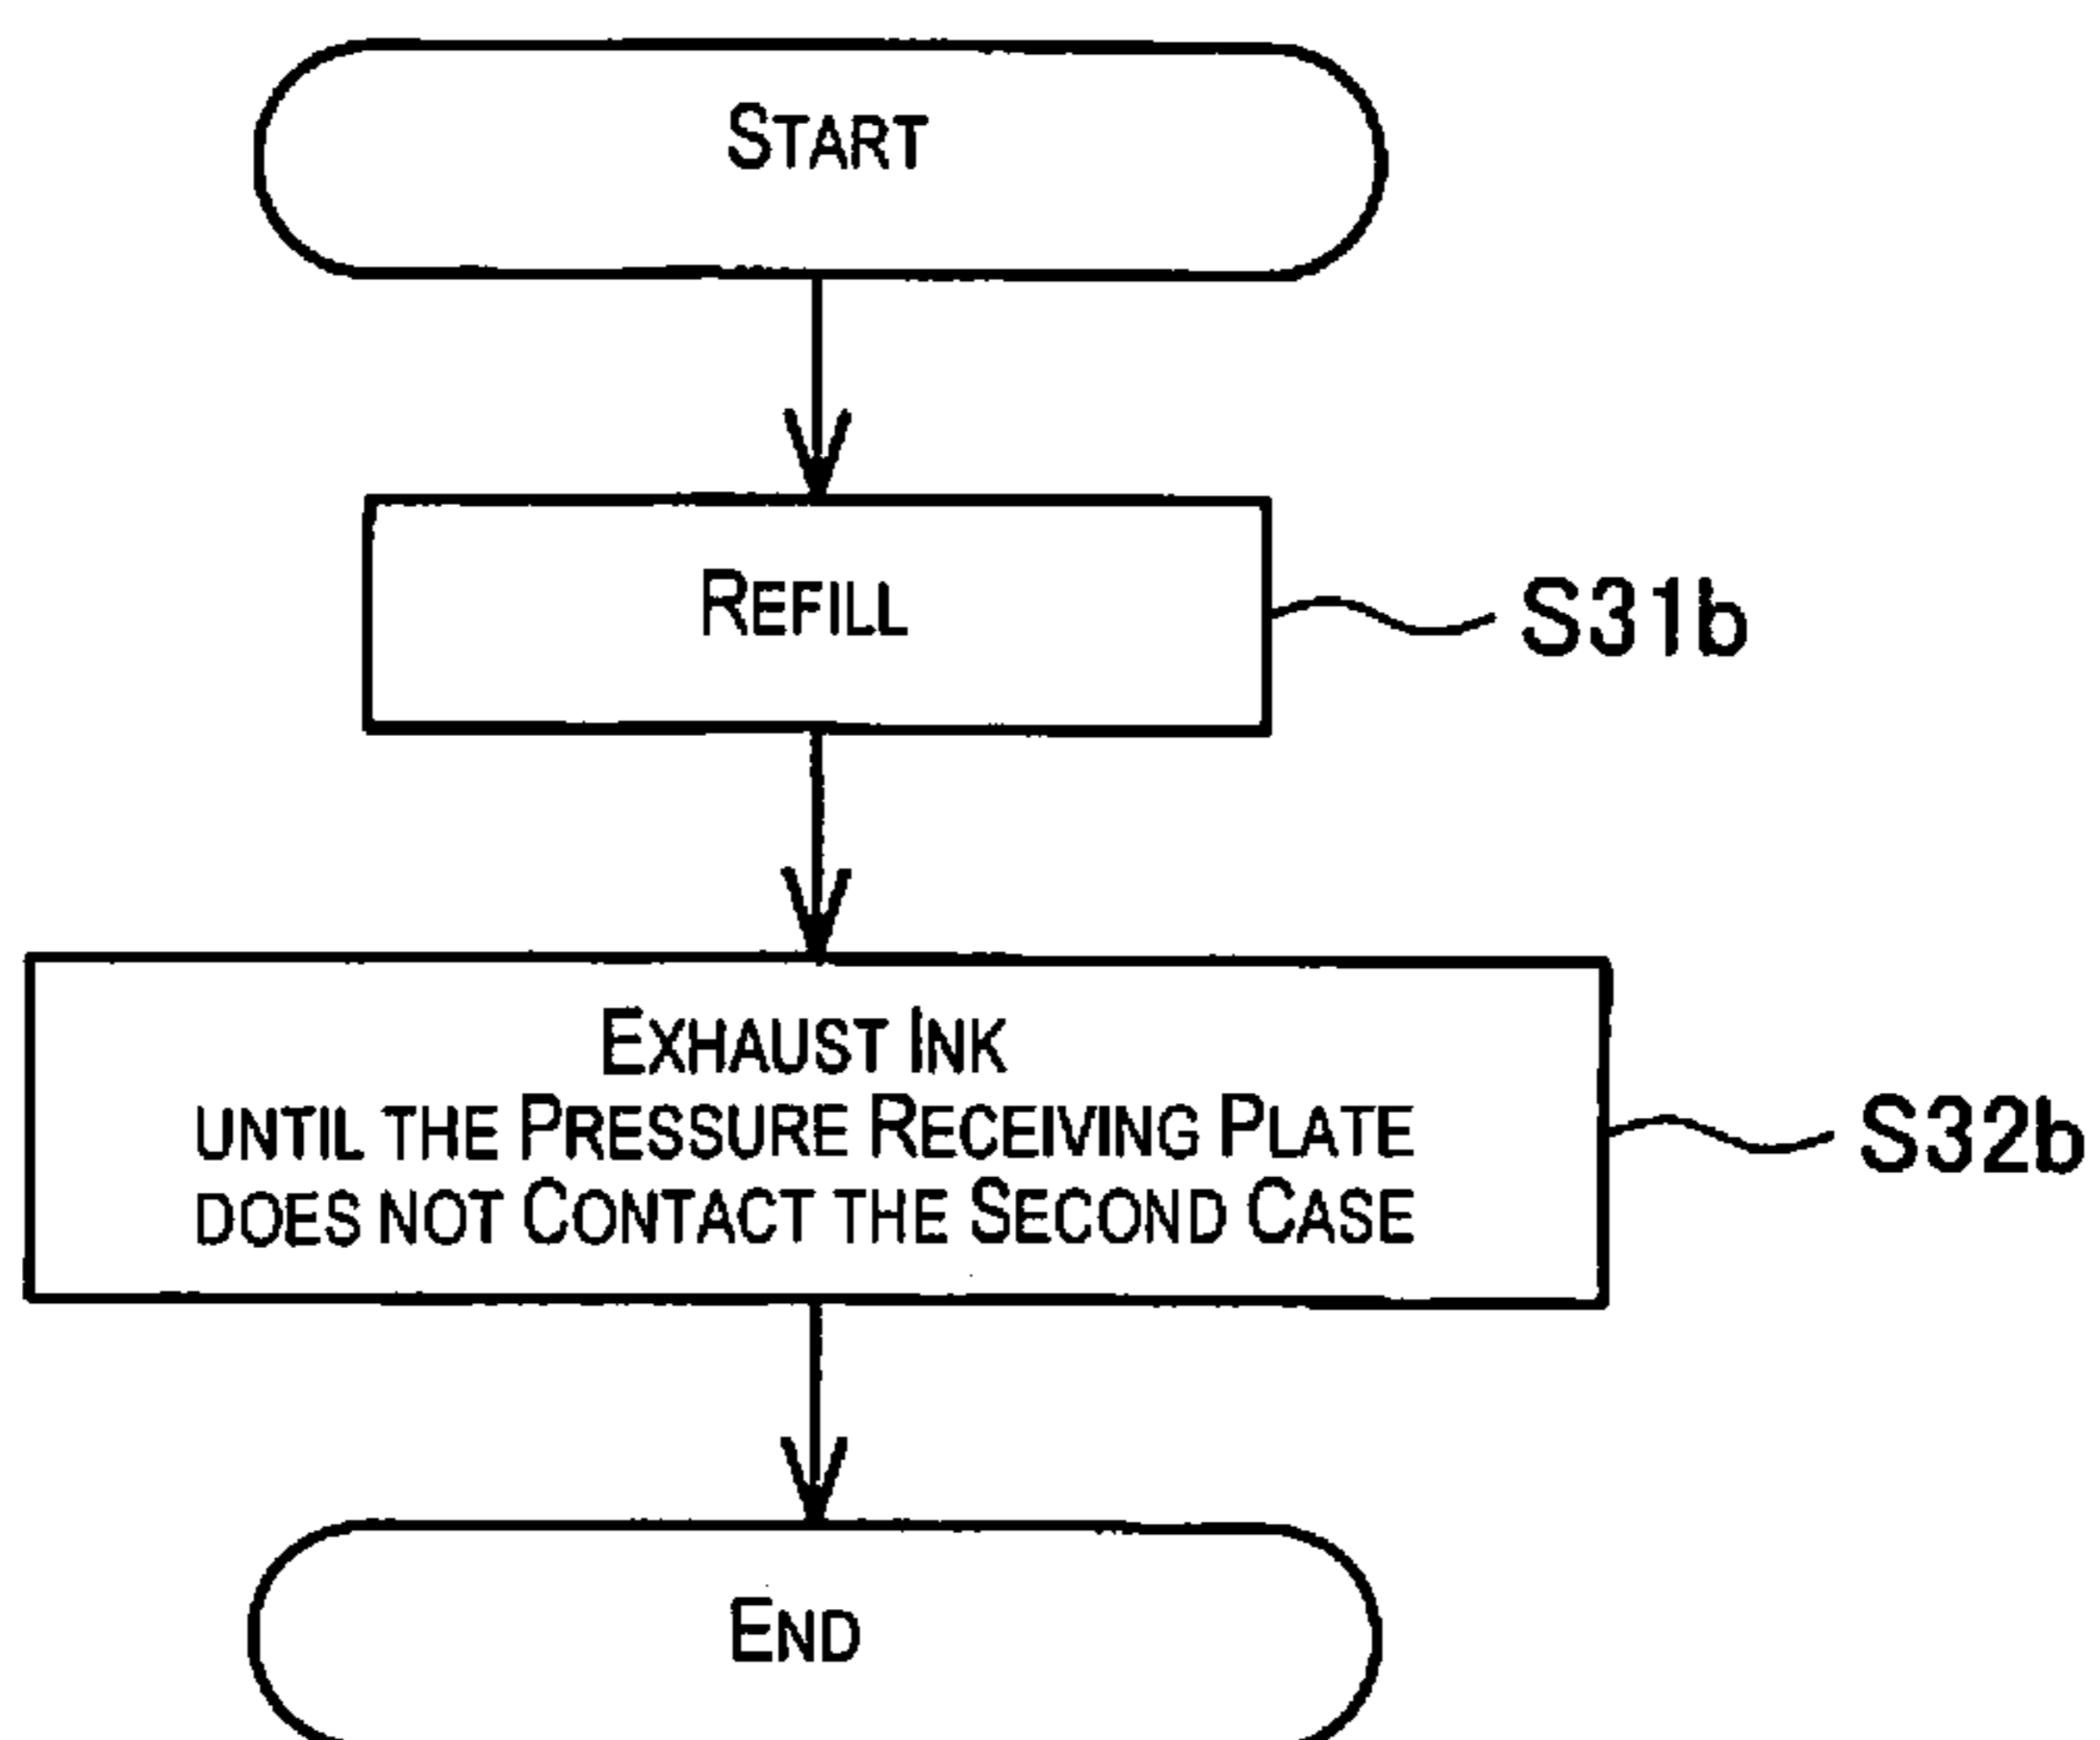 START
REFILL
S31b
EXHAUST INK
UNTIL THE PRESSURE RECEIVING PLATE
DOES NOT CONTACT THE SECOND CASE
S32b
END